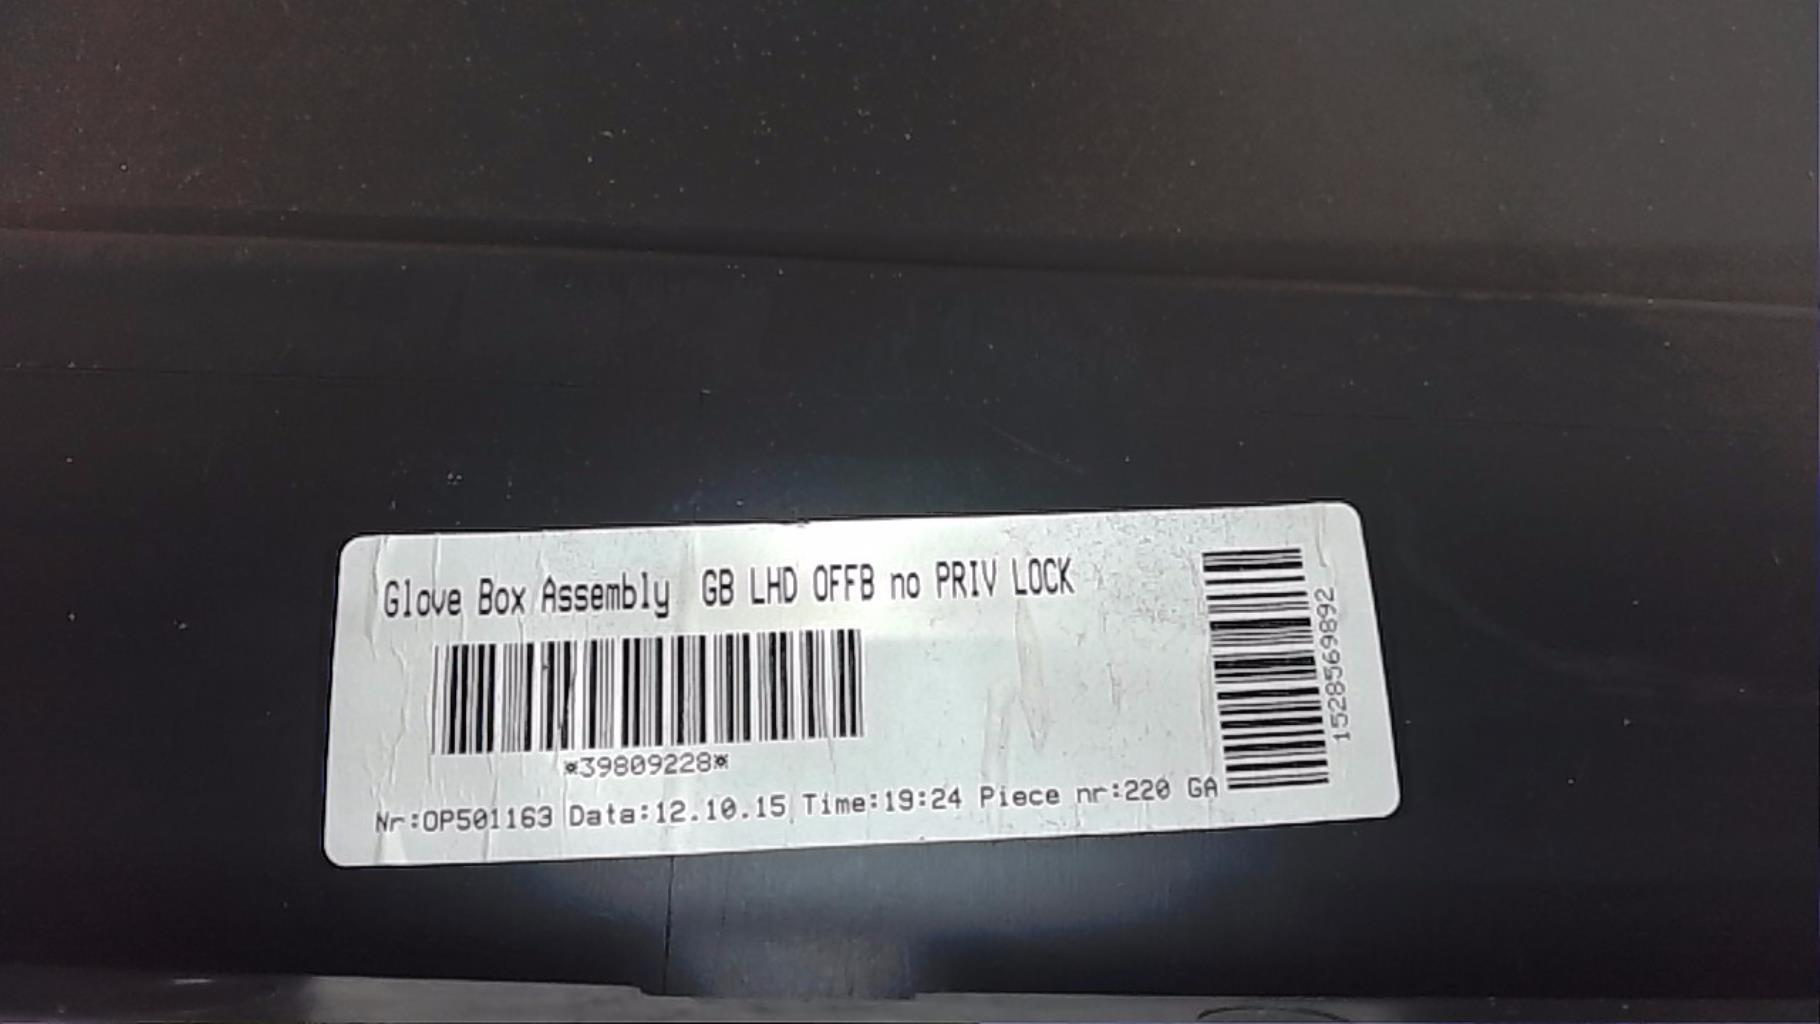 Glove Box Assembly GB LHD OFFB no PRIV LOCK
*39809228*
Nr:OP501163 Data:12.10.15 Time:19:24 Piece nr:220 GA
15285369892